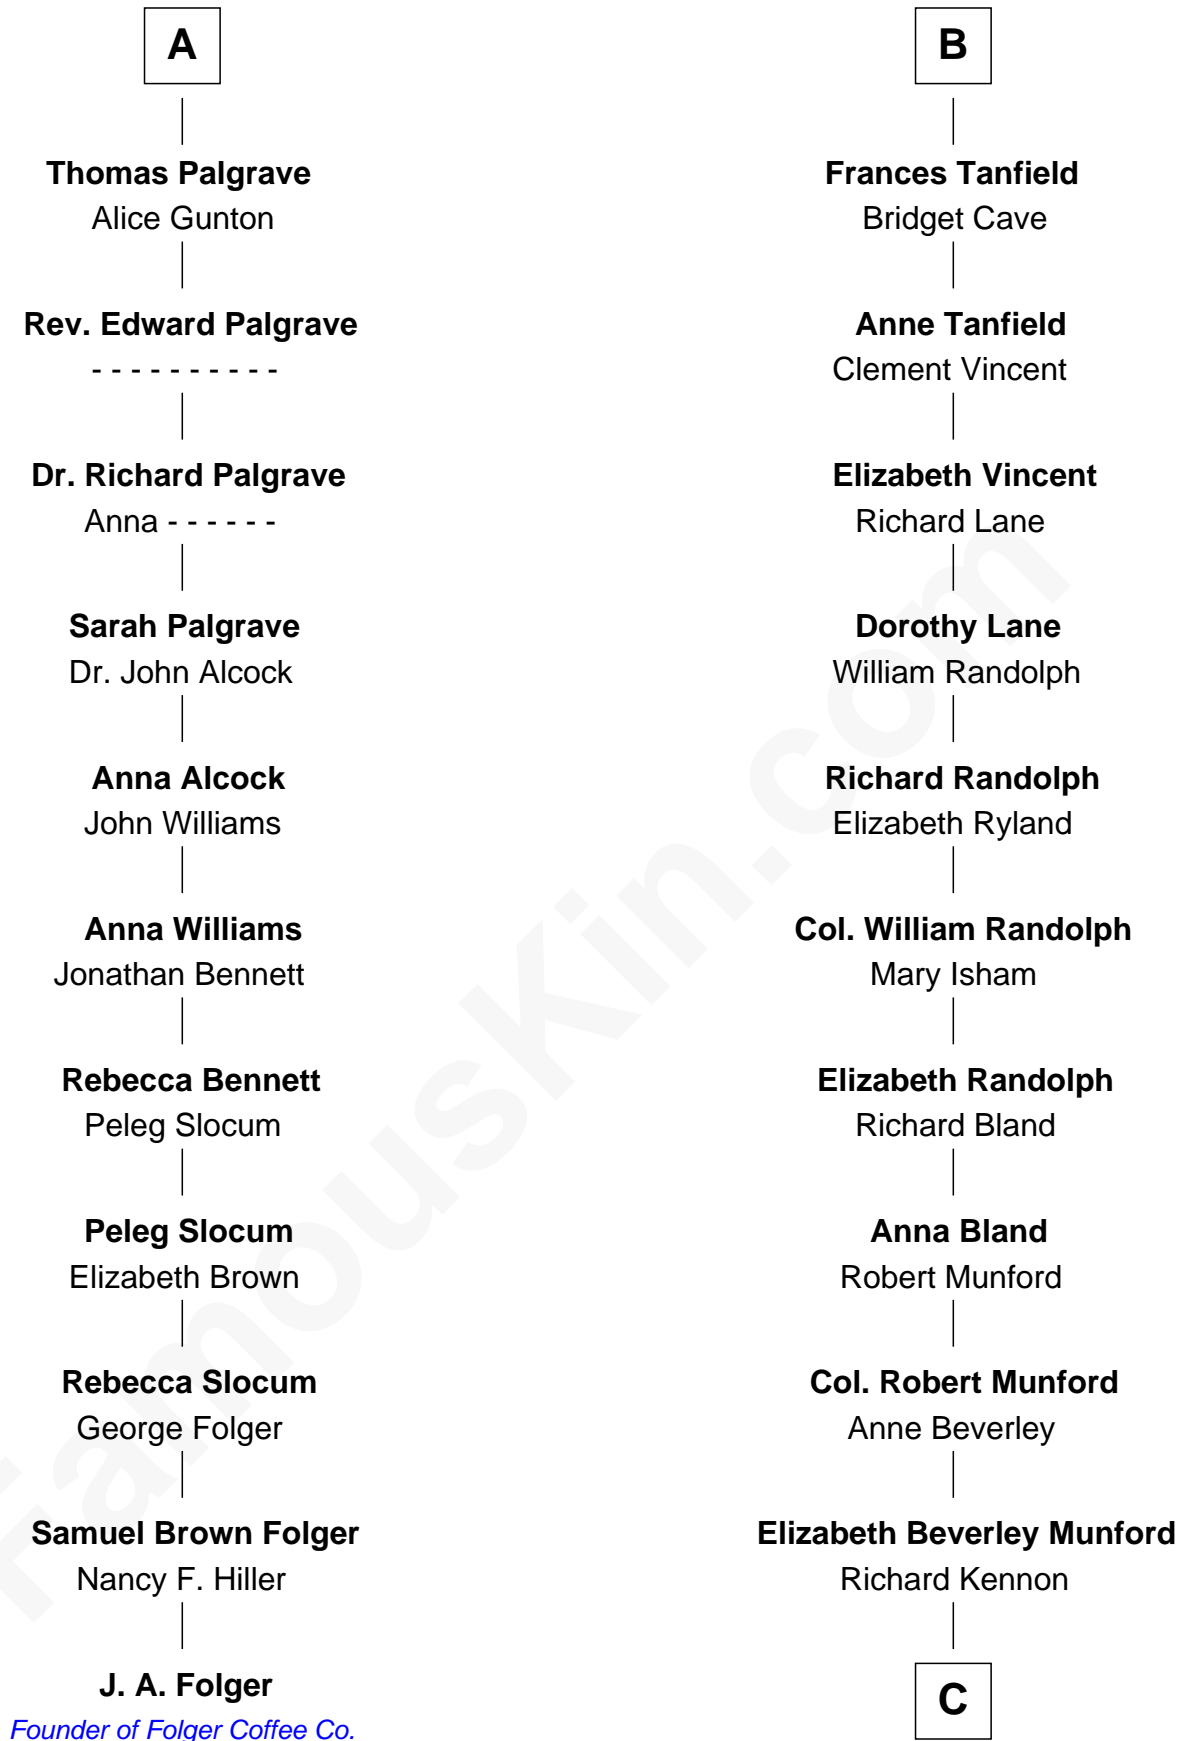 A
Thomas Palgrave
Alice Gunton
Rev. Edward Palgrave
- - - - - - - - - -
Dr. Richard Palgrave
Anna - - - - - -
Sarah Palgrave
Dr. John Alcock
Anna Alcock
John Williams
Anna Williams
Jonathan Bennett
Rebecca Bennett
Peleg Slocum
Peleg Slocum
Elizabeth Brown
Rebecca Slocum
George Folger
Samuel Brown Folger
Nancy F. Hiller
J. A. Folger
Founder of Folger Coffee Co.
B
Frances Tanfield
Bridget Cave
Anne Tanfield
Clement Vincent
Elizabeth Vincent
Richard Lane
Dorothy Lane
William Randolph
Richard Randolph
Elizabeth Ryland
Col. William Randolph
Mary Isham
Elizabeth Randolph
Richard Bland
Anna Bland
Robert Munford
Col. Robert Munford
Anne Beverley
Elizabeth Beverley Munford
Richard Kennon
C
FamousKin.com